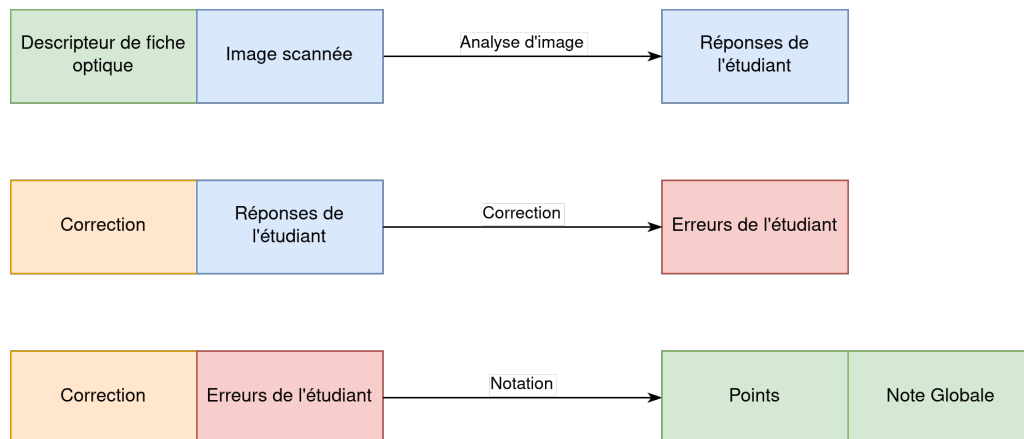 Descripteur de fiche
optique
Image scannée
Analyse d'image
Réponses de
l'étudiant
Correction
Réponses de
l'étudiant
Correction
Erreurs de l'étudiant
Correction
Erreurs de l'étudiant
Notation
Points
Note Globale